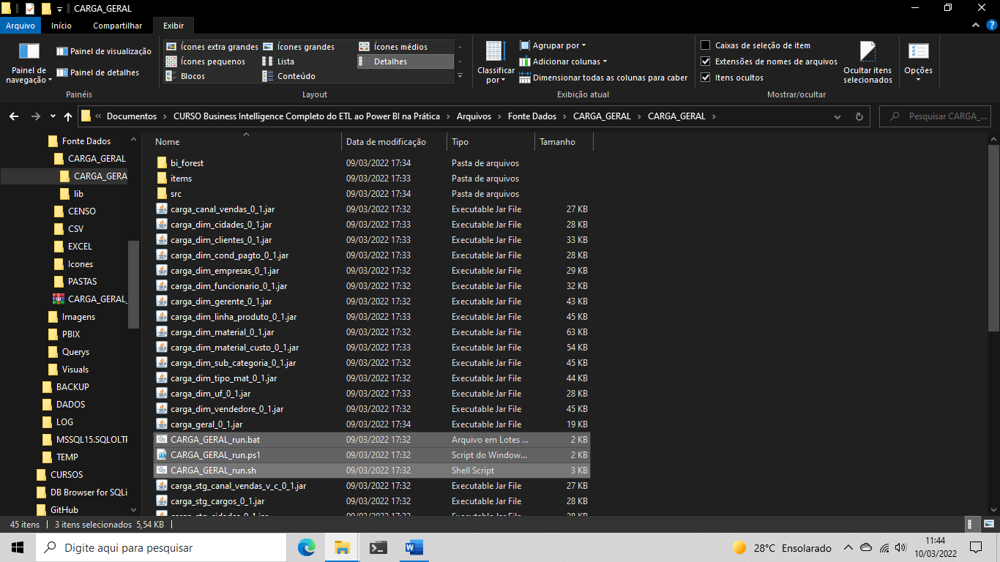 CARGA_GERAL
Arquivo Início Compartilhar Exibir
Painel de navegação
Painel de visualização
Painel de detalhes
Painéis
Ícones extra grandes Ícones grandes Ícones médios
Ícones pequenos Lista Detalhes
Blocos Conteúdo
Layout
Classificar por
Agrupar por
Adicionar colunas
Dimensionar todas as colunas para caber
Exibição atual
Caixas de seleção de item
Extensões de nomes de arquivos
Itens ocultos
Ocultar itens selecionados
Mostrar/ocultar
Opções
« Documentos › CURSO Business Intelligence Completo do ETL ao Power BI na Prática › Arquivos › Fonte Dados › CARGA_GERAL › CARGA_GERAL ›
Pesquisar CARGA_...
Fonte Dados
CARGA_GERAL
CARGA_GERA
lib
CENSO
CSV
EXCEL
Icones
PASTAS
CARGA_GERAL_
Imagens
PBIX
Querys
Visuals
BACKUP
DADOS
LOG
MSSQL15.SQLOLTP
TEMP
CURSOS
DB Browser for SQLi
GitHub
Nome Data de modificação Tipo Tamanho
bi_forest 09/03/2022 17:34 Pasta de arquivos
items 09/03/2022 17:33 Pasta de arquivos
src 09/03/2022 17:34 Pasta de arquivos
carga_canal_vendas_0_1.jar 09/03/2022 17:32 Executable Jar File 27 KB
carga_dim_cidades_0_1.jar 09/03/2022 17:33 Executable Jar File 28 KB
carga_dim_clientes_0_1.jar 09/03/2022 17:33 Executable Jar File 33 KB
carga_dim_cond_pagto_0_1.jar 09/03/2022 17:33 Executable Jar File 28 KB
carga_dim_empresas_0_1.jar 09/03/2022 17:32 Executable Jar File 29 KB
carga_dim_funcionario_0_1.jar 09/03/2022 17:32 Executable Jar File 32 KB
carga_dim_gerente_0_1.jar 09/03/2022 17:32 Executable Jar File 43 KB
carga_dim_linha_produto_0_1.jar 09/03/2022 17:33 Executable Jar File 45 KB
carga_dim_material_0_1.jar 09/03/2022 17:32 Executable Jar File 63 KB
carga_dim_material_custo_0_1.jar 09/03/2022 17:33 Executable Jar File 54 KB
carga_dim_sub_categoria_0_1.jar 09/03/2022 17:32 Executable Jar File 45 KB
carga_dim_tipo_mat_0_1.jar 09/03/2022 17:32 Executable Jar File 44 KB
carga_dim_uf_0_1.jar 09/03/2022 17:33 Executable Jar File 28 KB
carga_dim_vendedore_0_1.jar 09/03/2022 17:32 Executable Jar File 45 KB
carga_geral_0_1.jar 09/03/2022 17:34 Executable Jar File 19 KB
CARGA_GERAL_run.bat 09/03/2022 17:32 Arquivo em Lotes ... 2 KB
CARGA_GERAL_run.ps1 09/03/2022 17:32 Script do Window... 2 KB
CARGA_GERAL_run.sh 09/03/2022 17:32 Shell Script 3 KB
carga_stg_canal_vendas_v_c_0_1.jar 09/03/2022 17:32 Executable Jar File 27 KB
carga_stg_cargos_0_1.jar 09/03/2022 17:32 Executable Jar File 28 KB
carga_stg_cidades_0_1.jar 09/03/2022 17:33 Executable Jar File 28 KB
45 itens 3 itens selecionados 5,54 KB
Digite aqui para pesquisar
28°C Ensolarado
11:44
10/03/2022